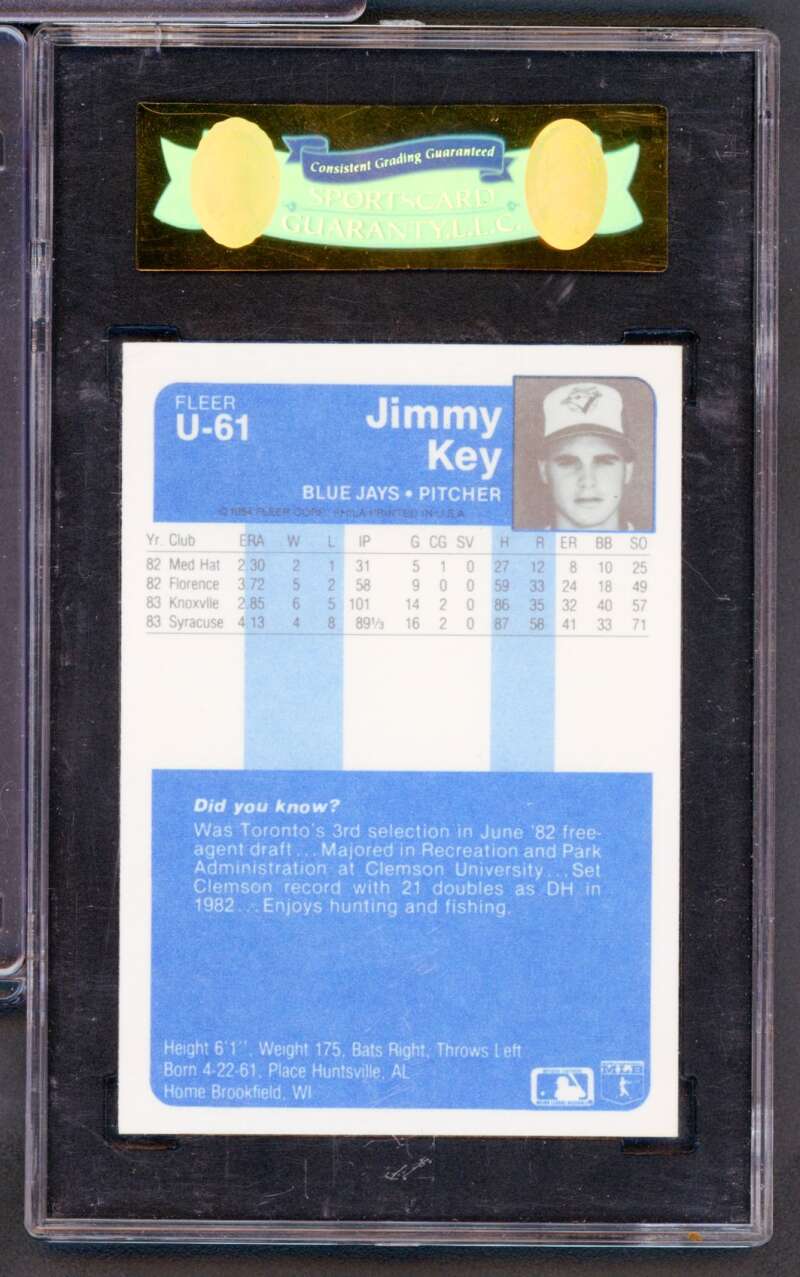 Consistent Grading Guaranteed
SPORTSCARD
GUARANTY, L.L.C.
FLEER
U-61
Jimmy
Key
BLUE JAYS • PITCHER
© 1984 FLEER CORP. PHILA PRINTED IN U.S.A.
Yr. Club ERA W L IP G CG SV H R ER BB SO
82 Med Hat 2.30 2 1 31 5 1 0 27 12 8 10 25
82 Florence 3.72 5 2 58 9 0 0 59 33 24 18 49
83 Knoxvlle 2.85 6 5 101 14 2 0 86 35 32 40 57
83 Syracuse 4.13 4 8 89⅓ 16 2 0 87 58 41 33 71
Did you know?
Was Toronto's 3rd selection in June '82 free-
agent draft... Majored in Recreation and Park
Administration at Clemson University... Set
Clemson record with 21 doubles as DH in
1982... Enjoys hunting and fishing.
Height 6'1", Weight 175, Bats Right, Throws Left
Born 4-22-61, Place Huntsville, AL
Home Brookfield, WI